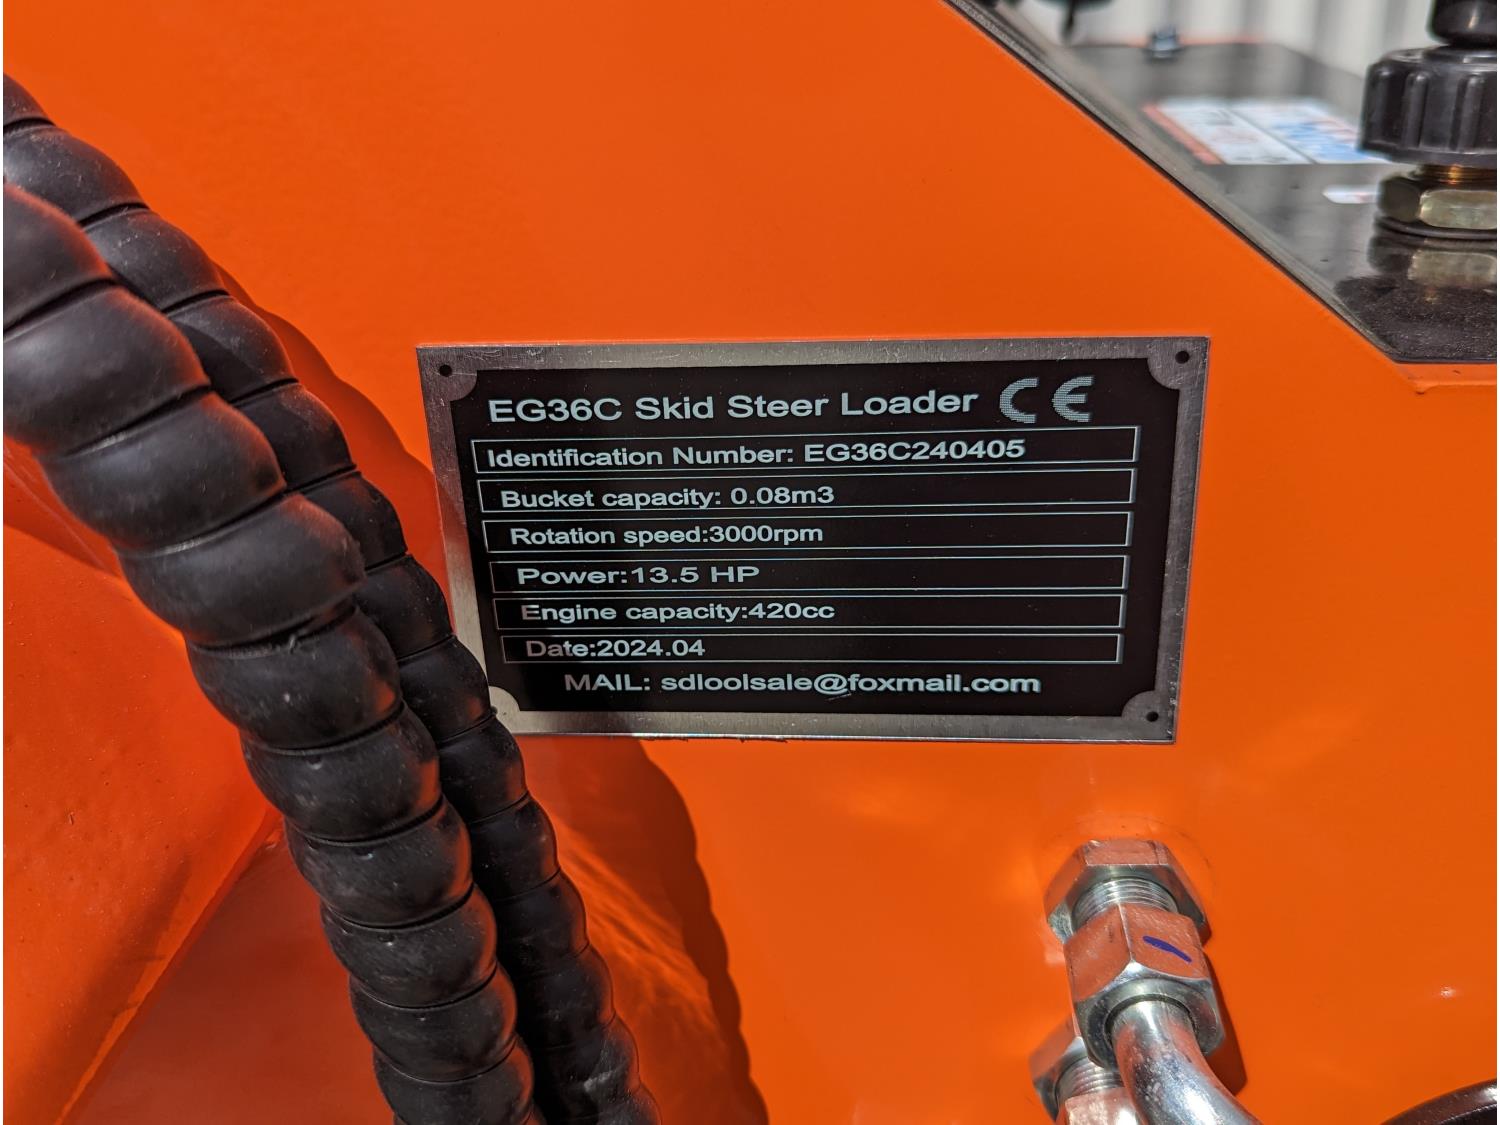 EG36C Skid Steer Loader CE
Identification Number: EG36C240405
Bucket capacity: 0.08m3
Rotation speed:3000rpm
Power:13.5 HP
Engine capacity:420cc
Date:2024.04
MAIL: sdloolsale@foxmail.com